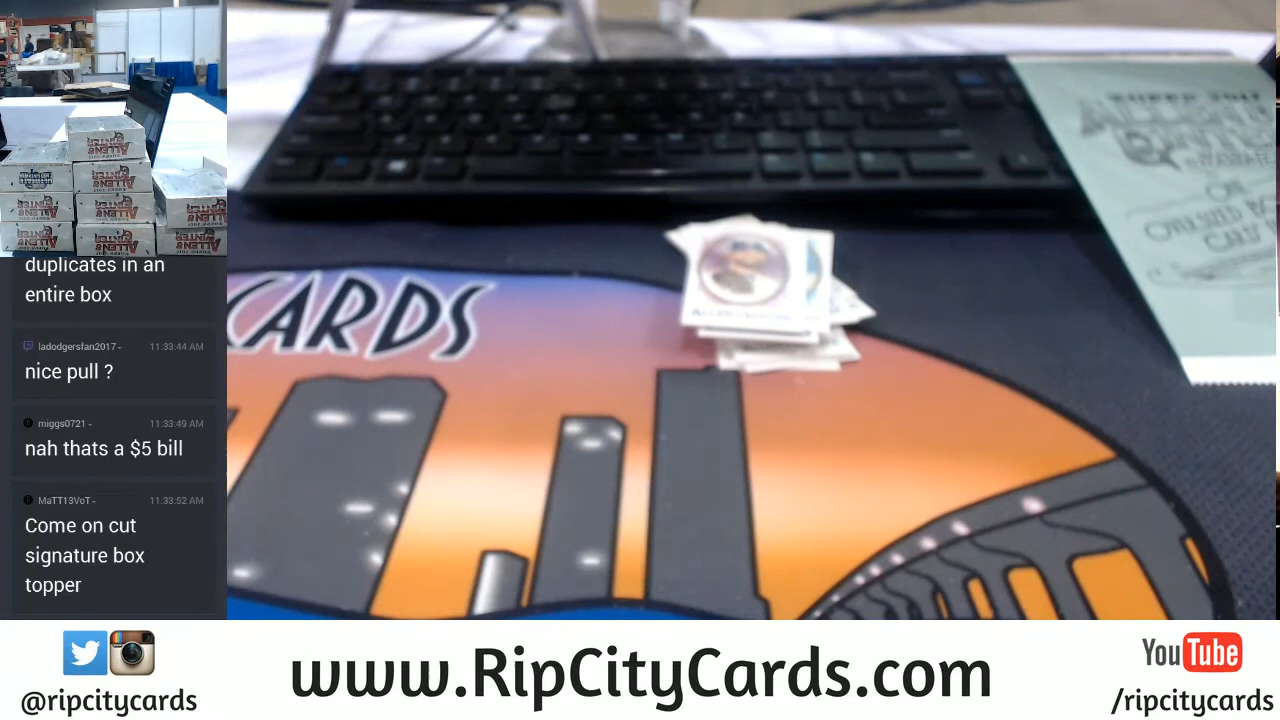 duplicates in an
entire box
ladodgersfan2017 - 11:33:44 AM
nice pull ?
miggs0721 - 11:33:49 AM
nah thats a $5 bill
MaTT13VoT - 11:33:52 AM
Come on cut
signature box
topper
CARDS
ALLEN &
GINTER
@ripcitycards
www.RipCityCards.com
YouTube
/ripcitycards